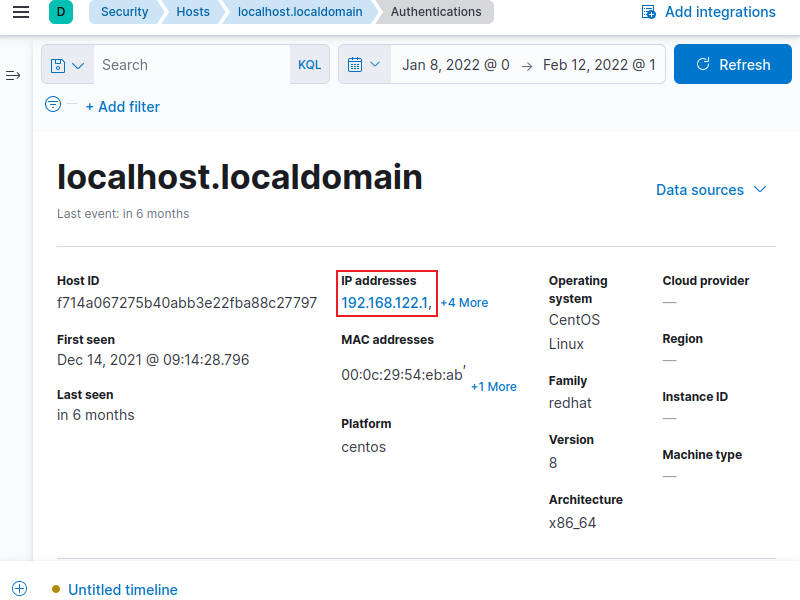 D Security Hosts localhost.localdomain Authentications Add integrations
Search KQL Jan 8, 2022 @ 0 → Feb 12, 2022 @ 1 Refresh
+ Add filter
localhost.localdomain
Data sources
Last event: in 6 months
Host ID
f714a067275b40abb3e22fba88c27797
First seen
Dec 14, 2021 @ 09:14:28.796
Last seen
in 6 months
IP addresses
192.168.122.1, +4 More
MAC addresses
00:0c:29:54:eb:ab,
+1 More
Platform
centos
Operating
system
CentOS
Linux
Family
redhat
Version
8
Architecture
x86_64
Cloud provider
—
Region
—
Instance ID
—
Machine type
—
Untitled timeline